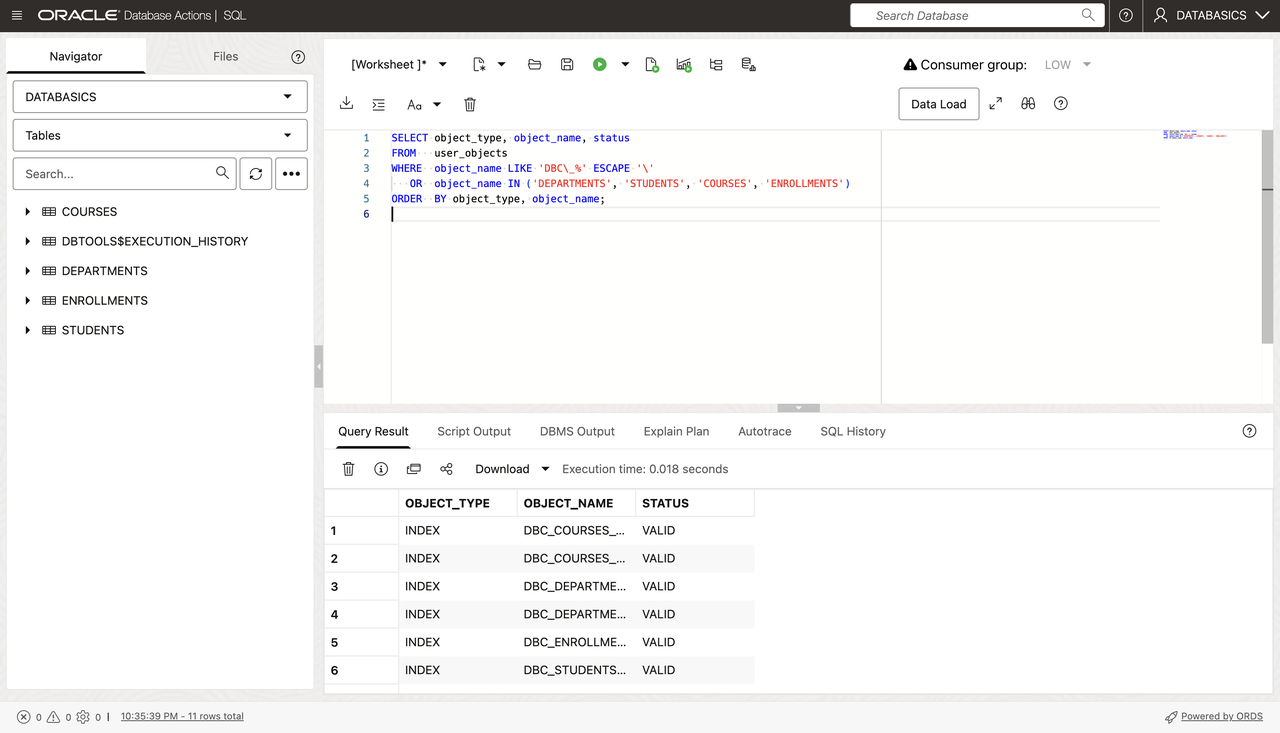 ORACLE Database Actions | SQL
Search Database
DATABASICS
Navigator
Files
DATABASICS
Tables
Search...
COURSES
DBTOOLS$EXECUTION_HISTORY
DEPARTMENTS
ENROLLMENTS
STUDENTS
[Worksheet ]*
Aa
Consumer group: LOW
Data Load
1 SELECT object_type, object_name, status
2 FROM   user_objects
3 WHERE  object_name LIKE 'DBC\_%' ESCAPE '\'
4    OR  object_name IN ('DEPARTMENTS', 'STUDENTS', 'COURSES', 'ENROLLMENTS')
5 ORDER  BY object_type, object_name;
6
Query Result Script Output DBMS Output Explain Plan Autotrace SQL History
Download Execution time: 0.018 seconds
OBJECT_TYPE OBJECT_NAME STATUS
1 INDEX DBC_COURSES_... VALID
2 INDEX DBC_COURSES_... VALID
3 INDEX DBC_DEPARTME... VALID
4 INDEX DBC_DEPARTME... VALID
5 INDEX DBC_ENROLLME... VALID
6 INDEX DBC_STUDENTS... VALID
0 0 0 | 10:35:39 PM - 11 rows total
Powered by ORDS